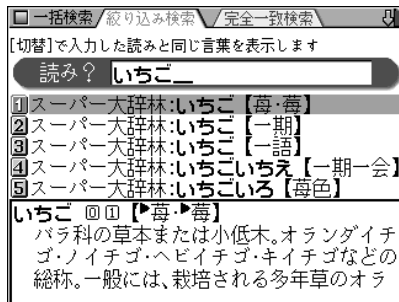 一括検索 絞り込み検索 完全一致検索
[切替]で入力した読みと同じ言葉を表示します
読み? いちご__
1 スーパー大辞林:いちご【苺·莓】
2 スーパー大辞林:いちご【一期】
3 スーパー大辞林:いちご【一語】
4 スーパー大辞林:いちごいちえ【一期一会】
5 スーパー大辞林:いちごいろ【苺色】
いちご ⓪①【▶苺·▶莓】
バラ科の草本または小低木。オランダイチ
ゴ·ノイチゴ·ヘビイチゴ·キイチゴなどの
総称。一般には、栽培される多年草のオラ